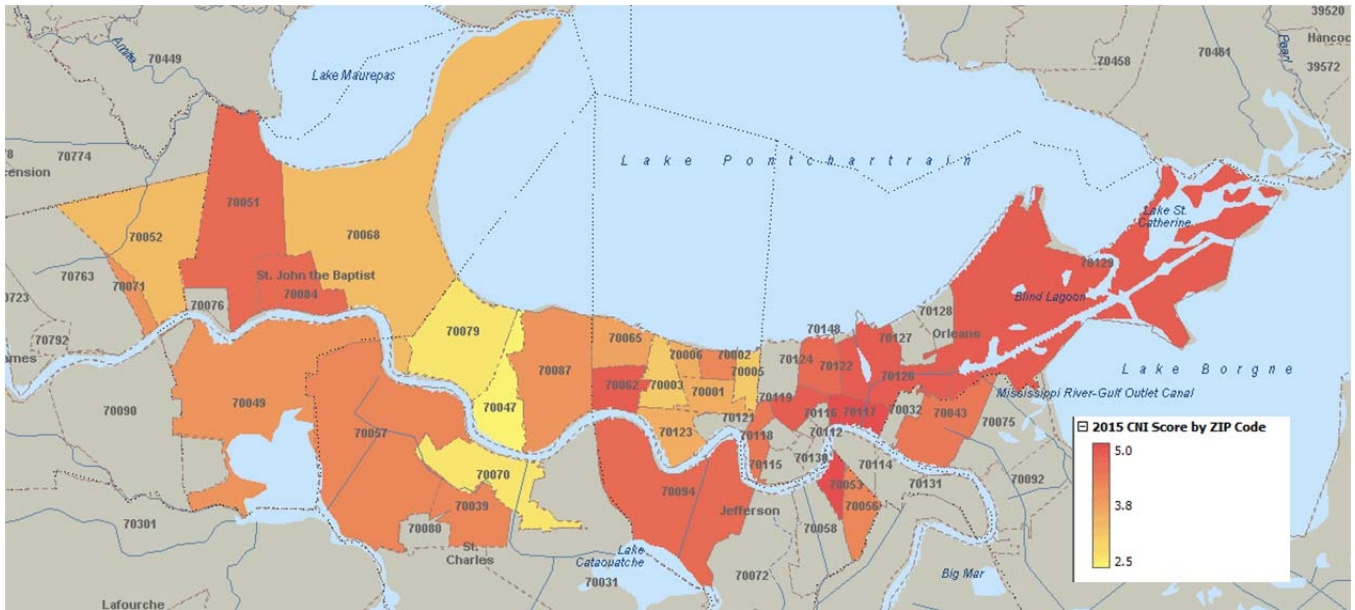 39520
70449
Amite
Pearl
Hancoc
70458
70461
39572
Lake Maurepas
70774
cension
Lake Pontchartrain
70051
Lake St.
Catherine
70052
70068
70763
70129
St. John the Baptist
70071
70084
70723
70076
Blind Lagoon
70128
70079
70148
70127
Orleans
70792
70065
70006
70002
70124
70122
ames
70087
70005
Lake Borgne
70062
70003
70001
70126
70119
Mississippi River-Gulf Outlet Canal
70047
70116
70117
70032
70090
70049
70121
70043
70075
70123
70118
70112
70057
70130
70114
70070
70115
70131
70092
70094
70053
70039
Jefferson
70056
70301
70080
70058
St.
Charles
Lake
Cataouatche
70072
70031
Big Mar
Lafourche
2015 CNI Score by ZIP Code
5.0
3.8
2.5